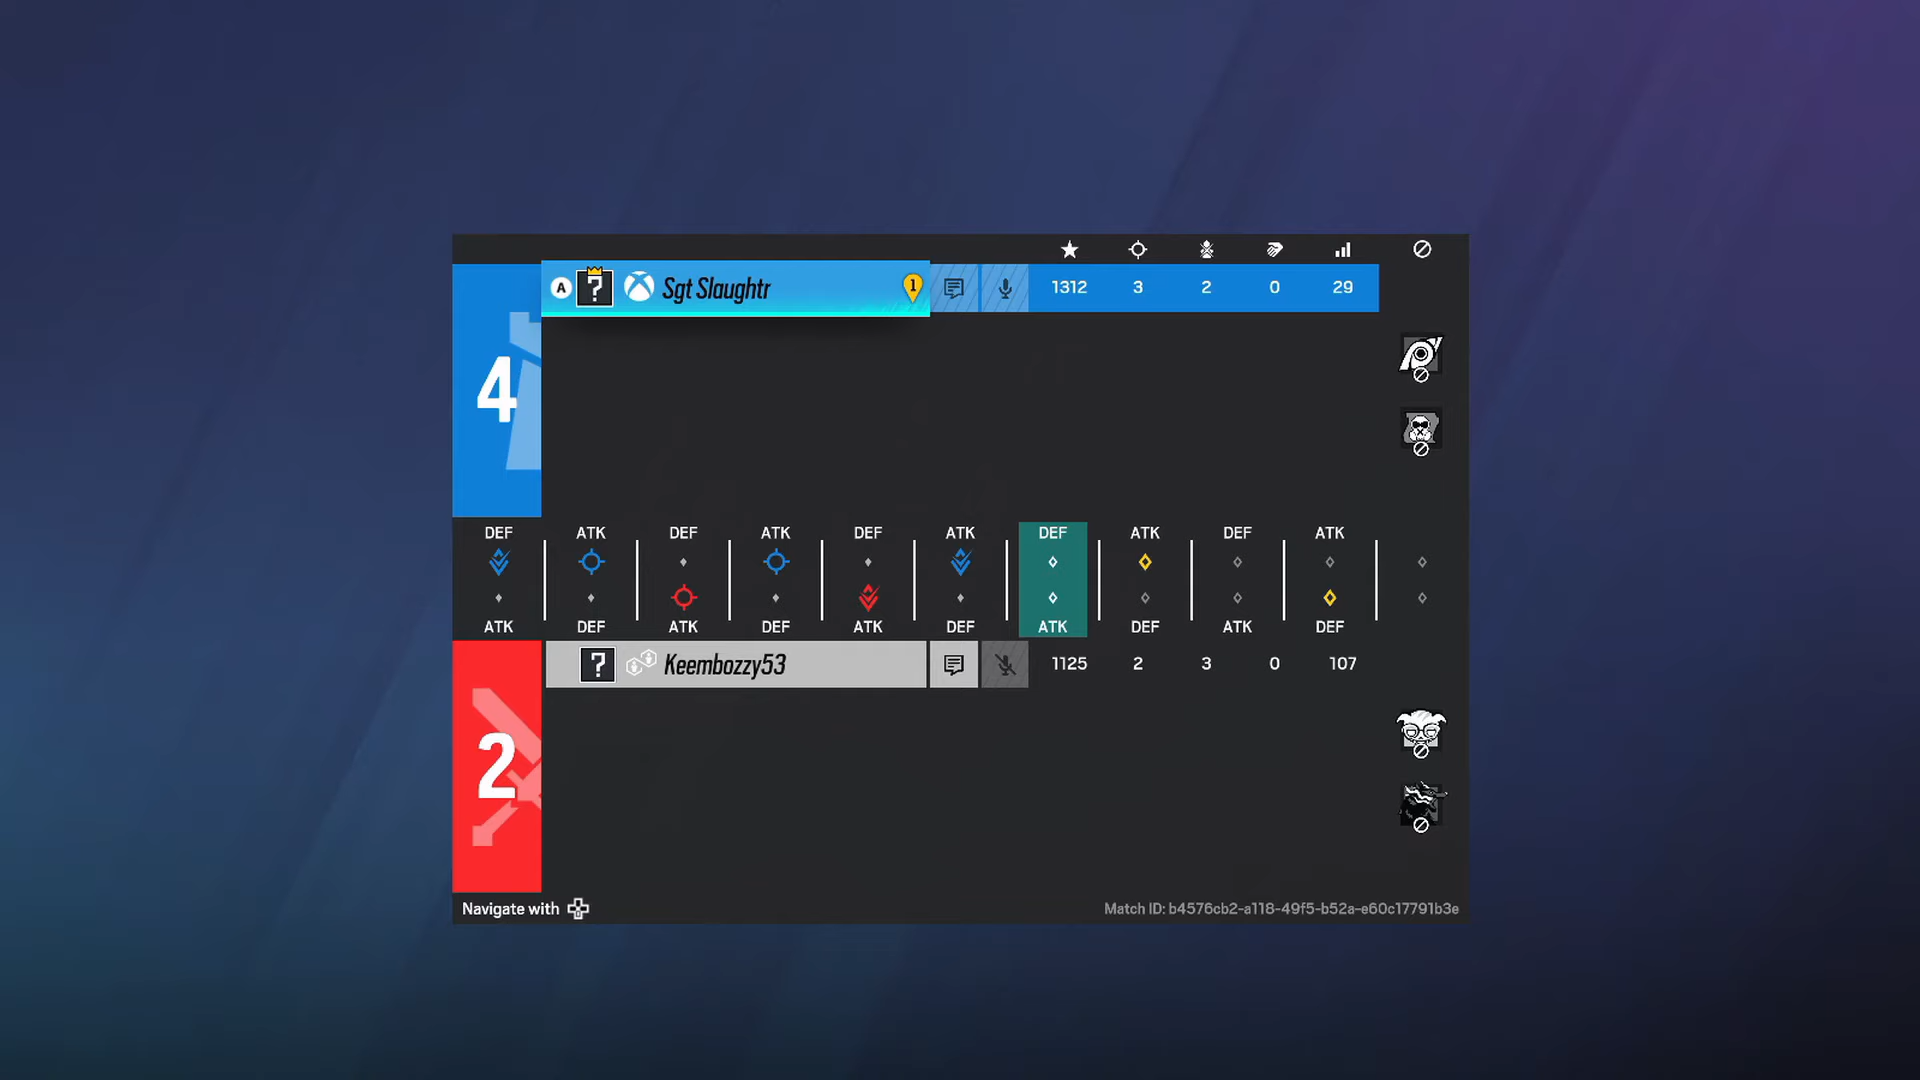 A ? Sgt Slaughtr 1 1312 3 2 0 29
4
DEF ATK DEF ATK DEF ATK DEF ATK DEF ATK
ATK DEF ATK DEF ATK DEF ATK DEF ATK DEF
? Keembozzy53 1125 2 3 0 107
2
Navigate with
Match ID: b4576cb2-a118-49f5-b52a-e60c17791b3e